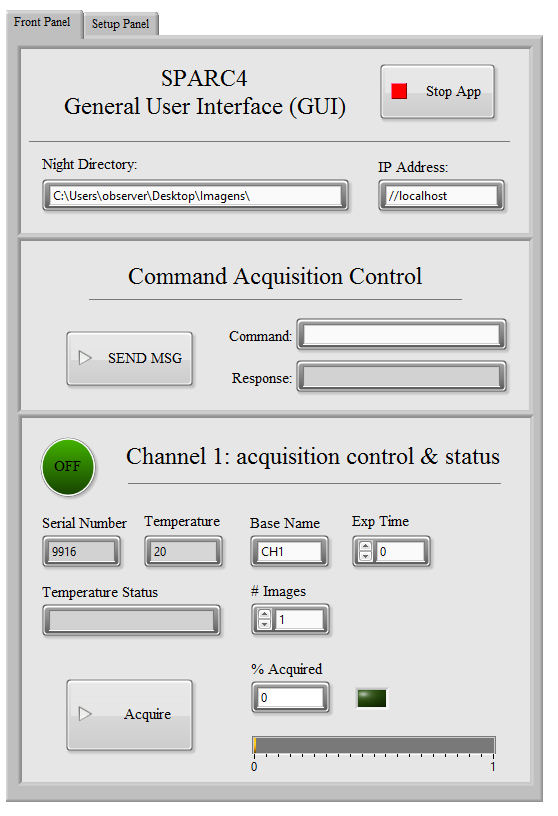 Front Panel
Setup Panel
SPARC4
General User Interface (GUI)
Stop App
Night Directory:
IP Address:
C:\Users\observer\Desktop\Imagens\
//localhost
Command Acquisition Control
SEND MSG
Command:
Response:
OFF
Channel 1: acquisition control & status
Serial Number
Temperature
Base Name
Exp Time
9916
20
CH1
0
Temperature Status
# Images
1
% Acquired
0
Acquire
0
1